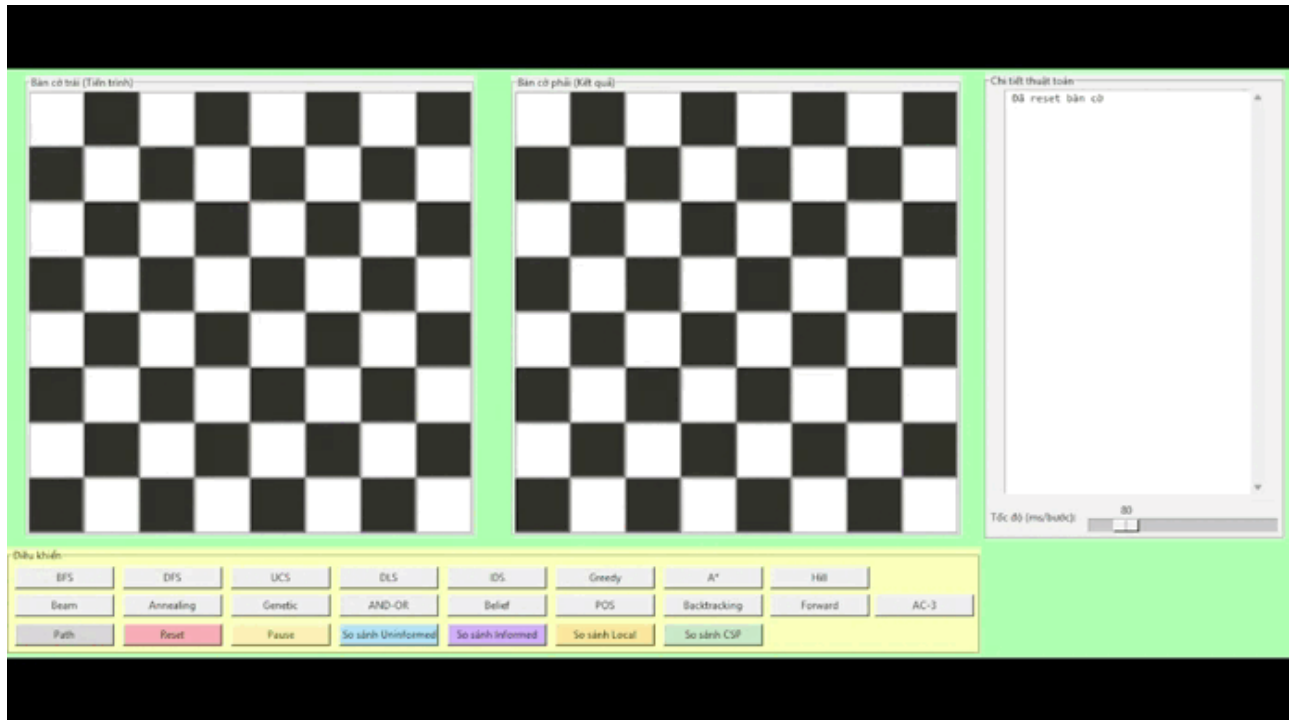 Bàn cờ trái (Tiến trình)
Bàn cờ phải (Kết quả)
Chi tiết thuật toán
Đã reset bàn cờ
Tốc độ (ms/bước):
80
Điều khiển
BFS
DFS
UCS
DLS
IDS
Greedy
A*
Hill
Beam
Annealing
Genetic
AND-OR
Belief
POS
Backtracking
Forward
AC-3
Path
Reset
Pause
So sánh Uninformed
So sánh Informed
So sánh Local
So sánh CSP